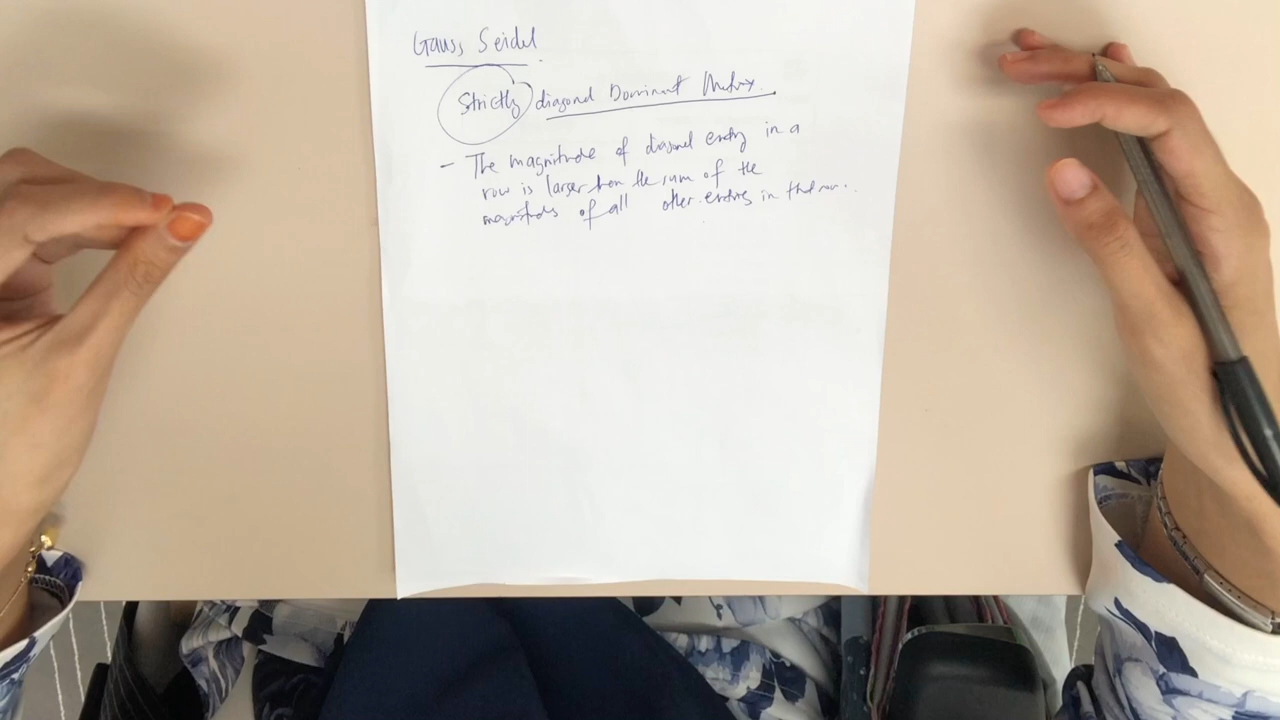 Gauss Seidel
Strictly diagonal Dominant Matrix.
- The magnitude of diagonal entry in a
row is larger than the sum of the
magnitudes of all other entries in that row.